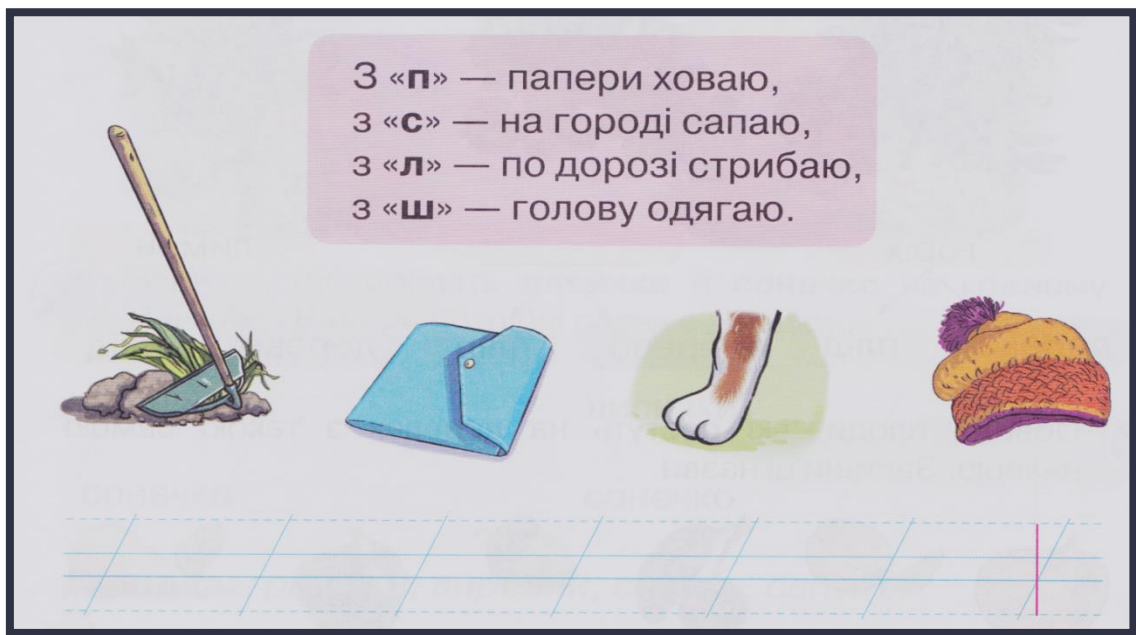 З «п» — папери ховаю,
з «с» — на городі сапаю,
з «л» — по дорозі стрибаю,
з «ш» — голову одягаю.